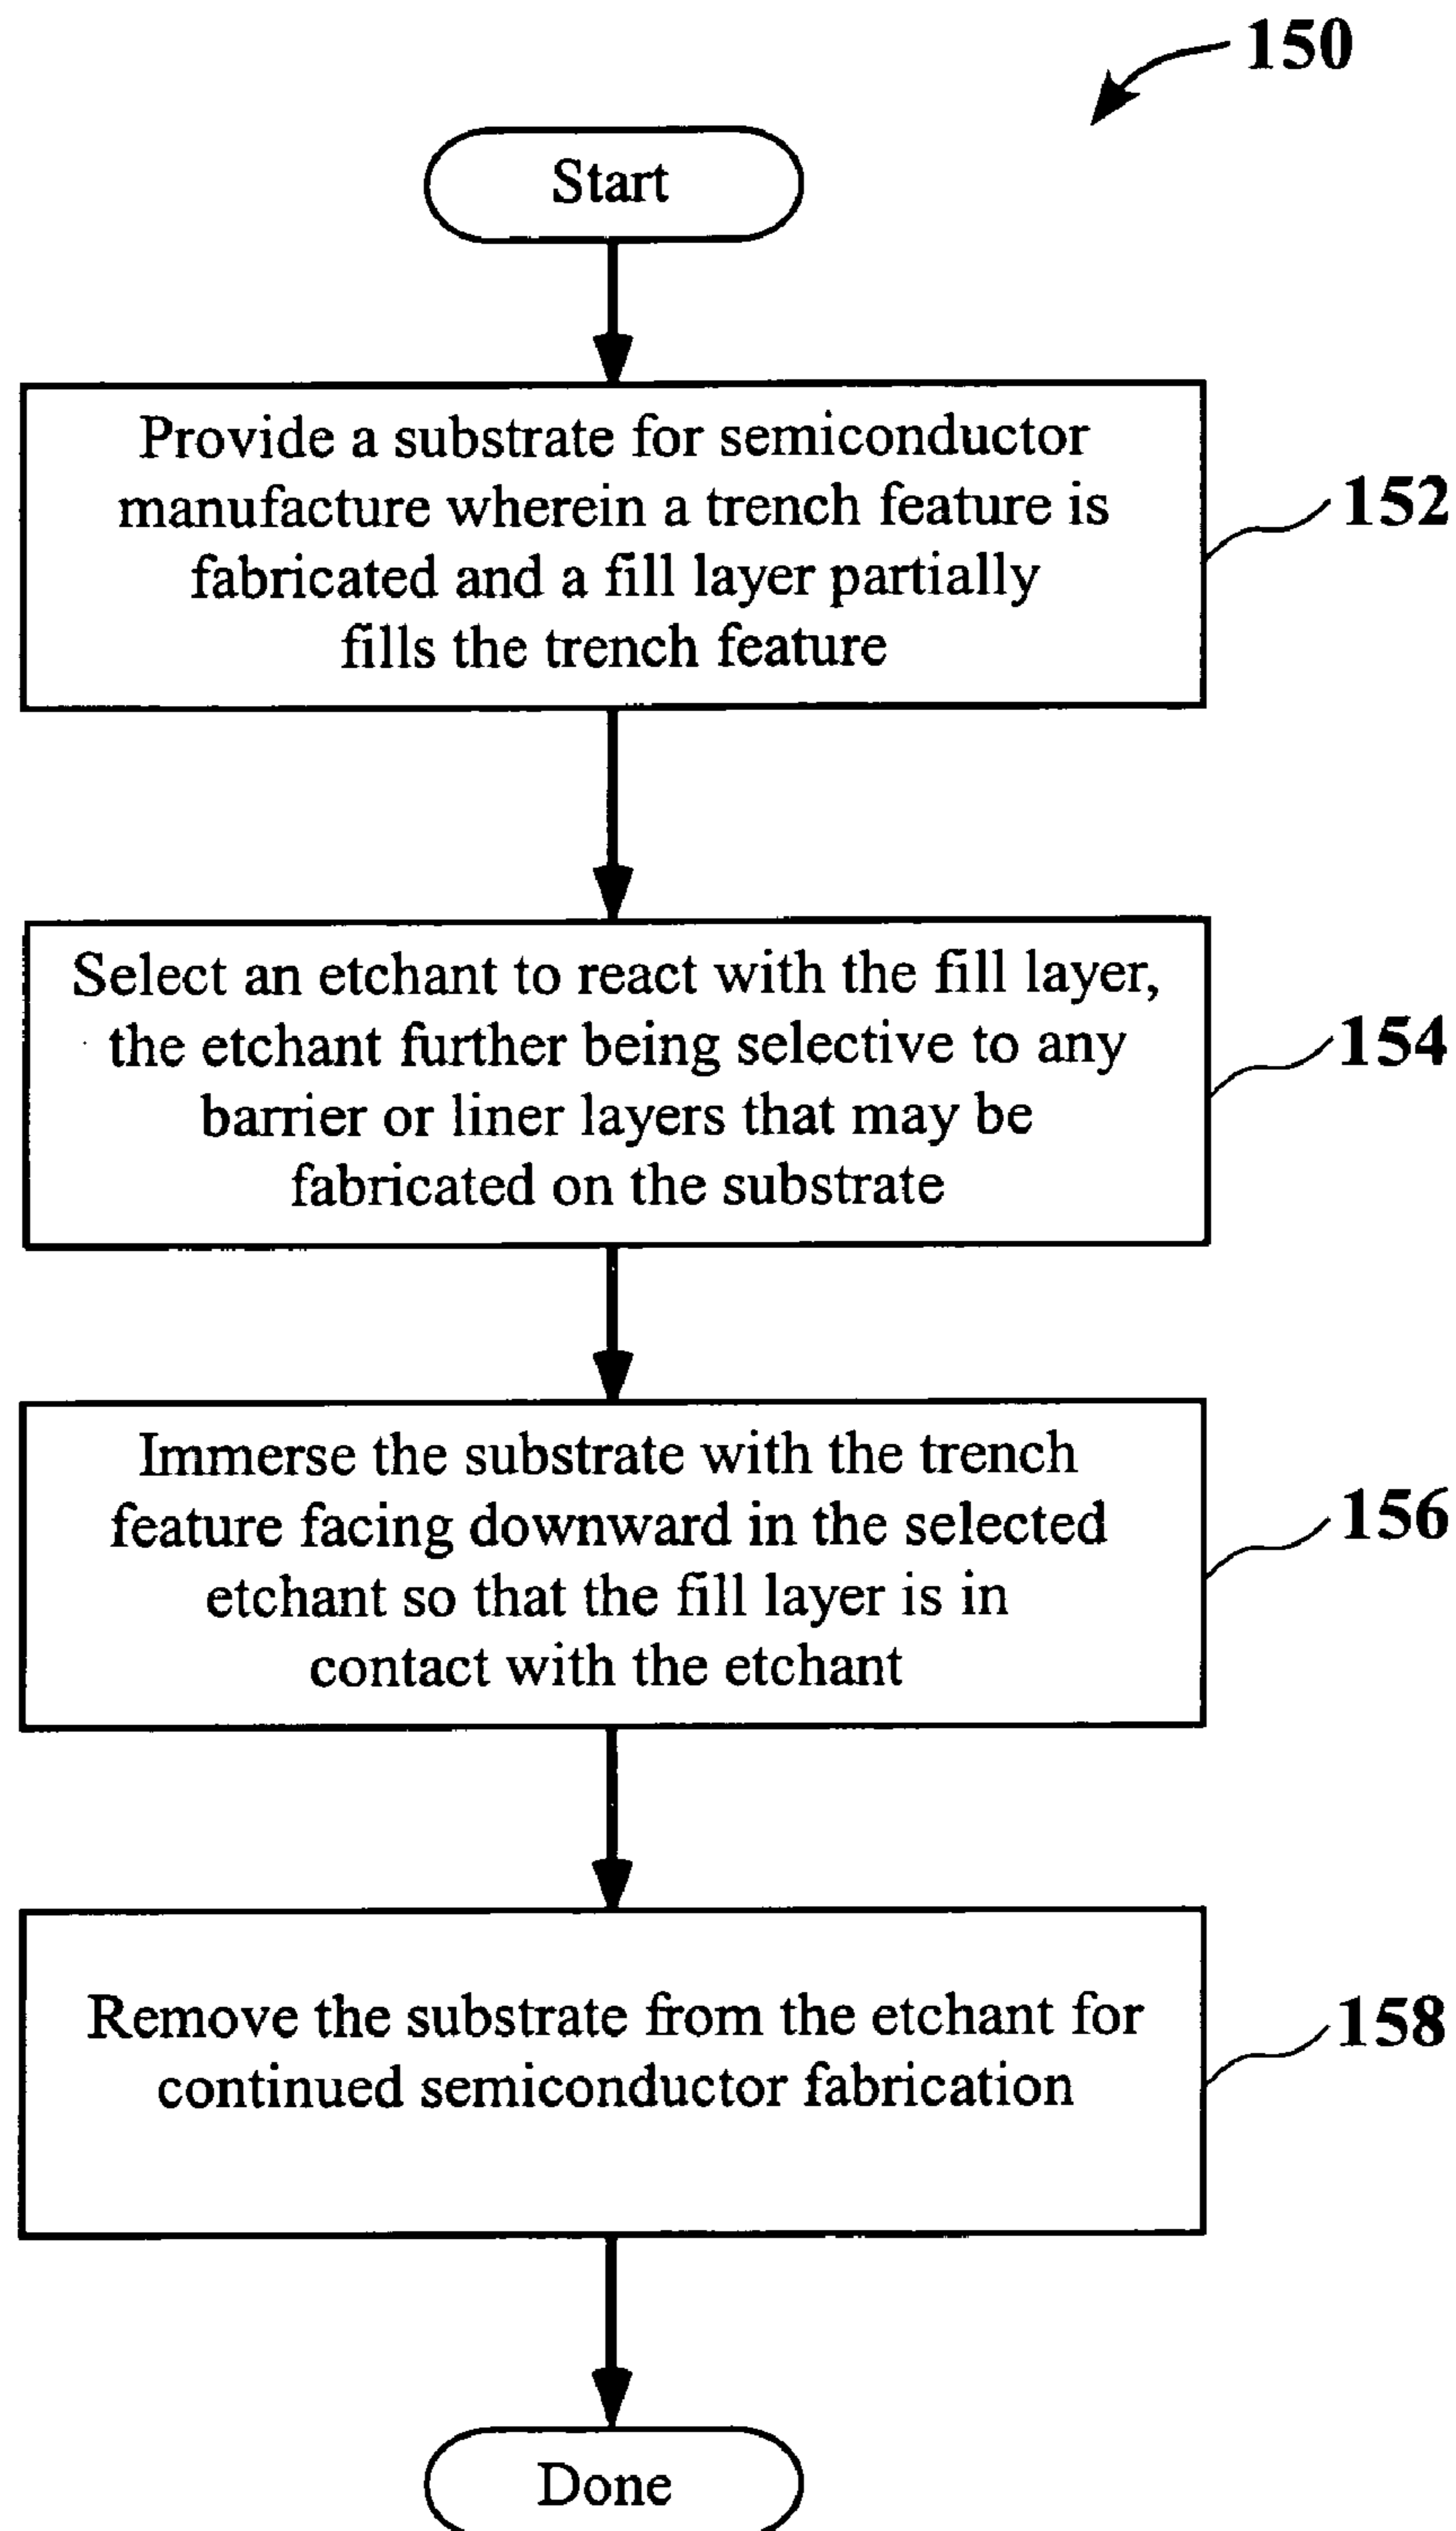 150
Start
Provide a substrate for semiconductor
manufacture wherein a trench feature is
fabricated and a fill layer partially
fills the trench feature
152
Select an etchant to react with the fill layer,
the etchant further being selective to any
barrier or liner layers that may be
fabricated on the substrate
154
Immerse the substrate with the trench
feature facing downward in the selected
etchant so that the fill layer is in
contact with the etchant
156
Remove the substrate from the etchant for
continued semiconductor fabrication
158
Done